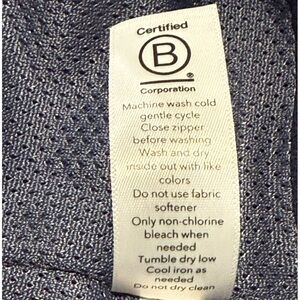 Certified
B
®
Corporation
Machine wash cold
gentle cycle
Close zipper
before washing
Wash and dry
inside out with like
colors
Do not use fabric
softener
Only non-chlorine
bleach when
needed
Tumble dry low
Cool iron as
needed
Do not dry clean